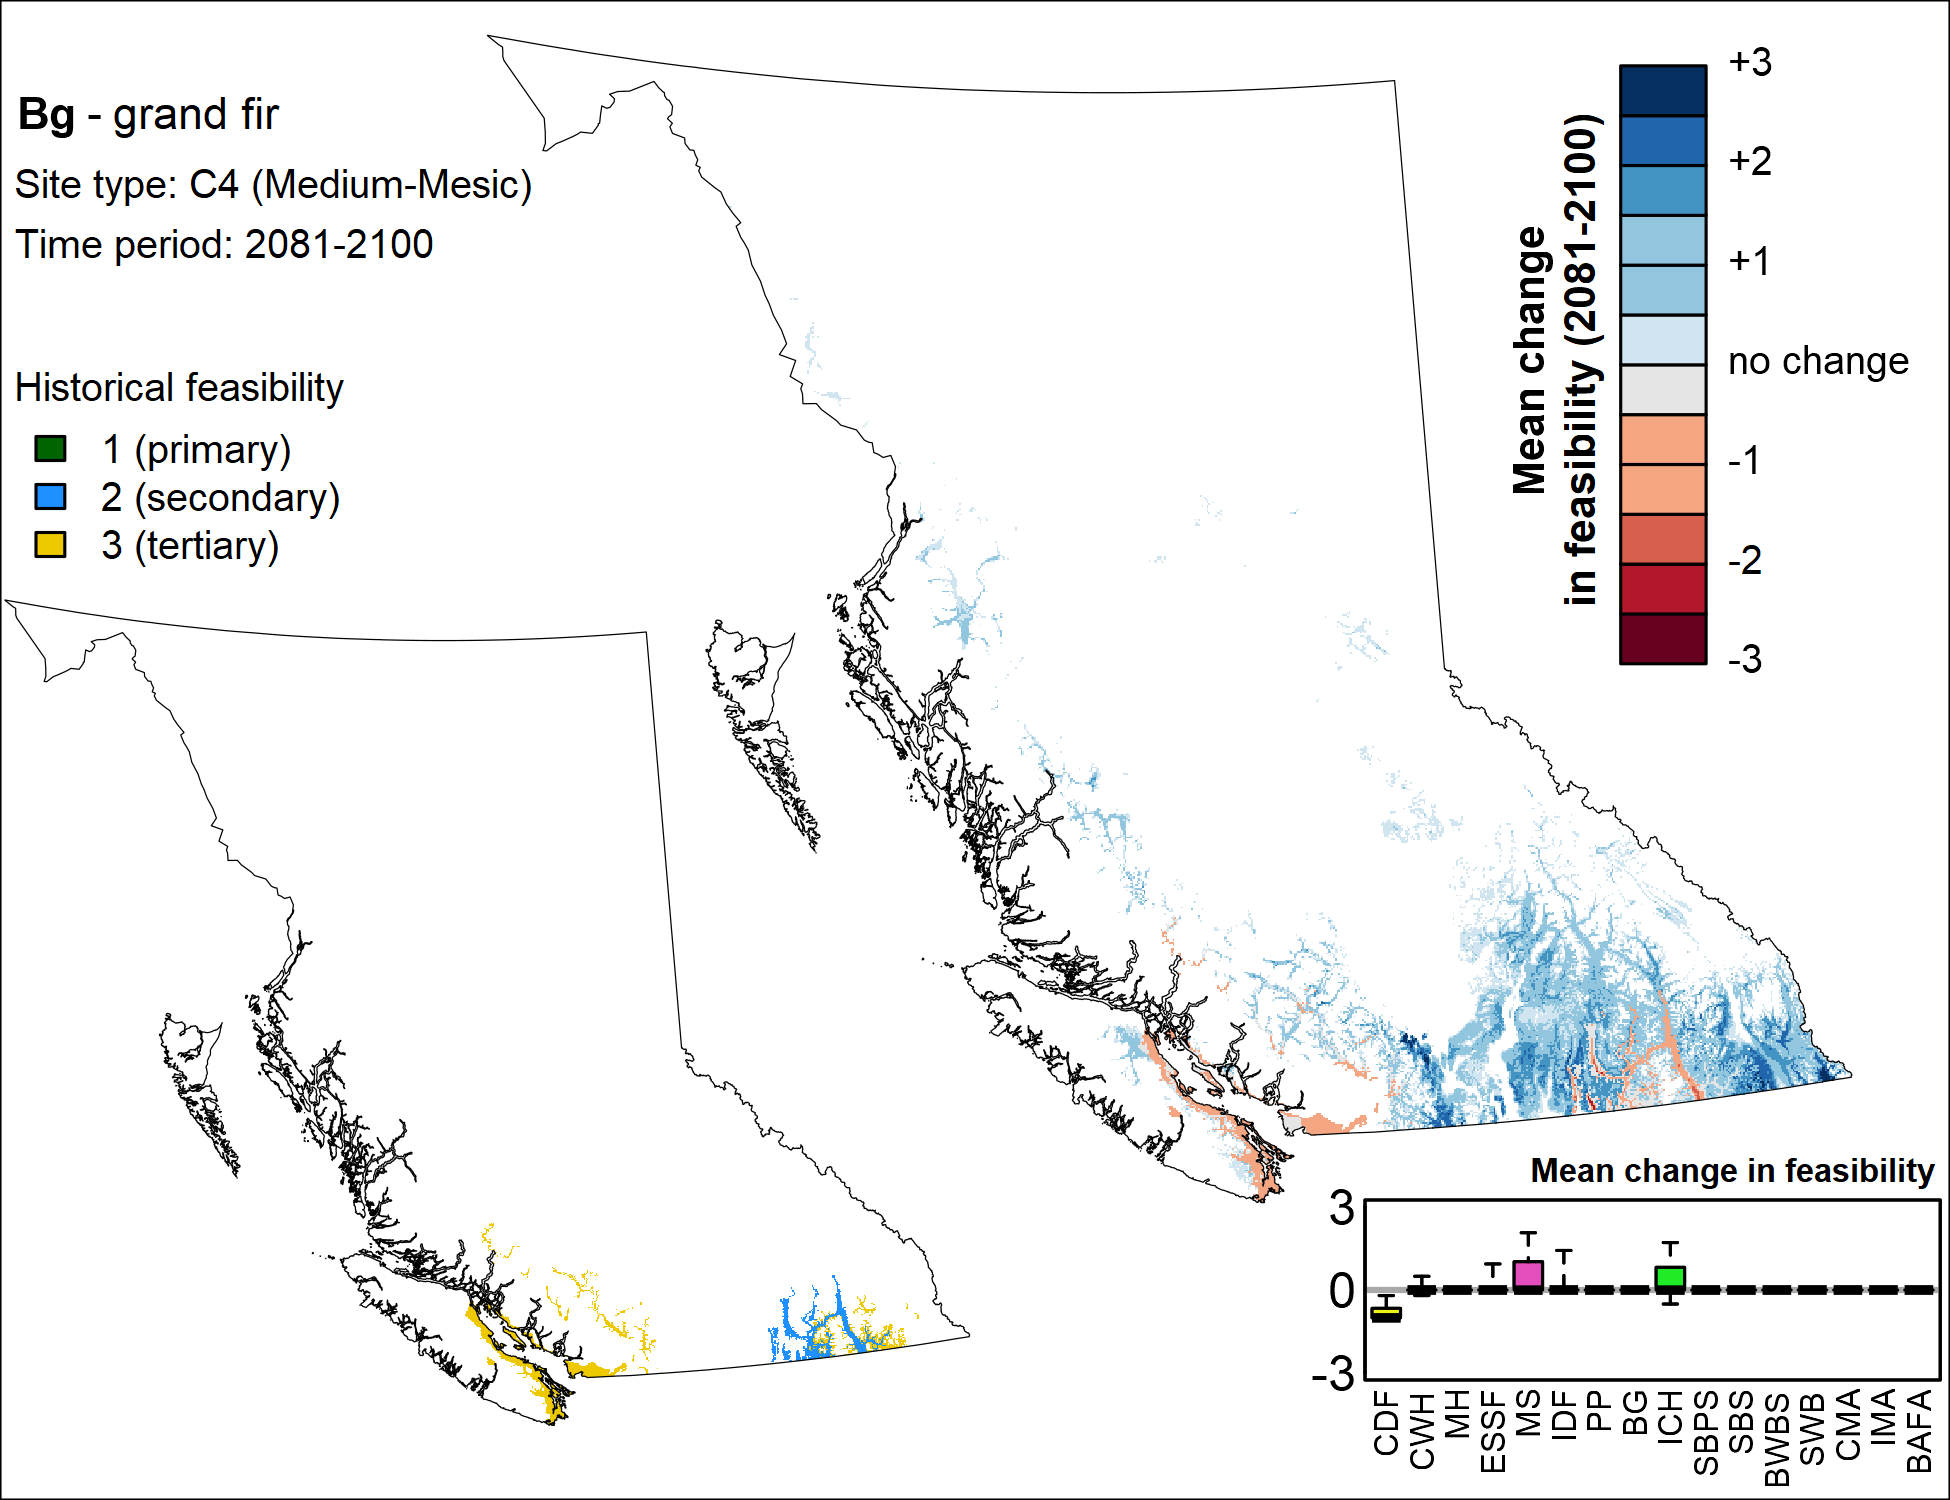 Bg - grand fir
Site type: C4 (Medium-Mesic)
Time period: 2081-2100
Historical feasibility
1 (primary)
2 (secondary)
3 (tertiary)
Mean change
in feasibility (2081-2100)
+3
+2
+1
no change
-1
-2
-3
Mean change in feasibility
3
0
-3
CDF
CWH
MH
ESSF
MS
IDF
PP
BG
ICH
SBPS
SBS
BWBS
SWB
CMA
IMA
BAFA